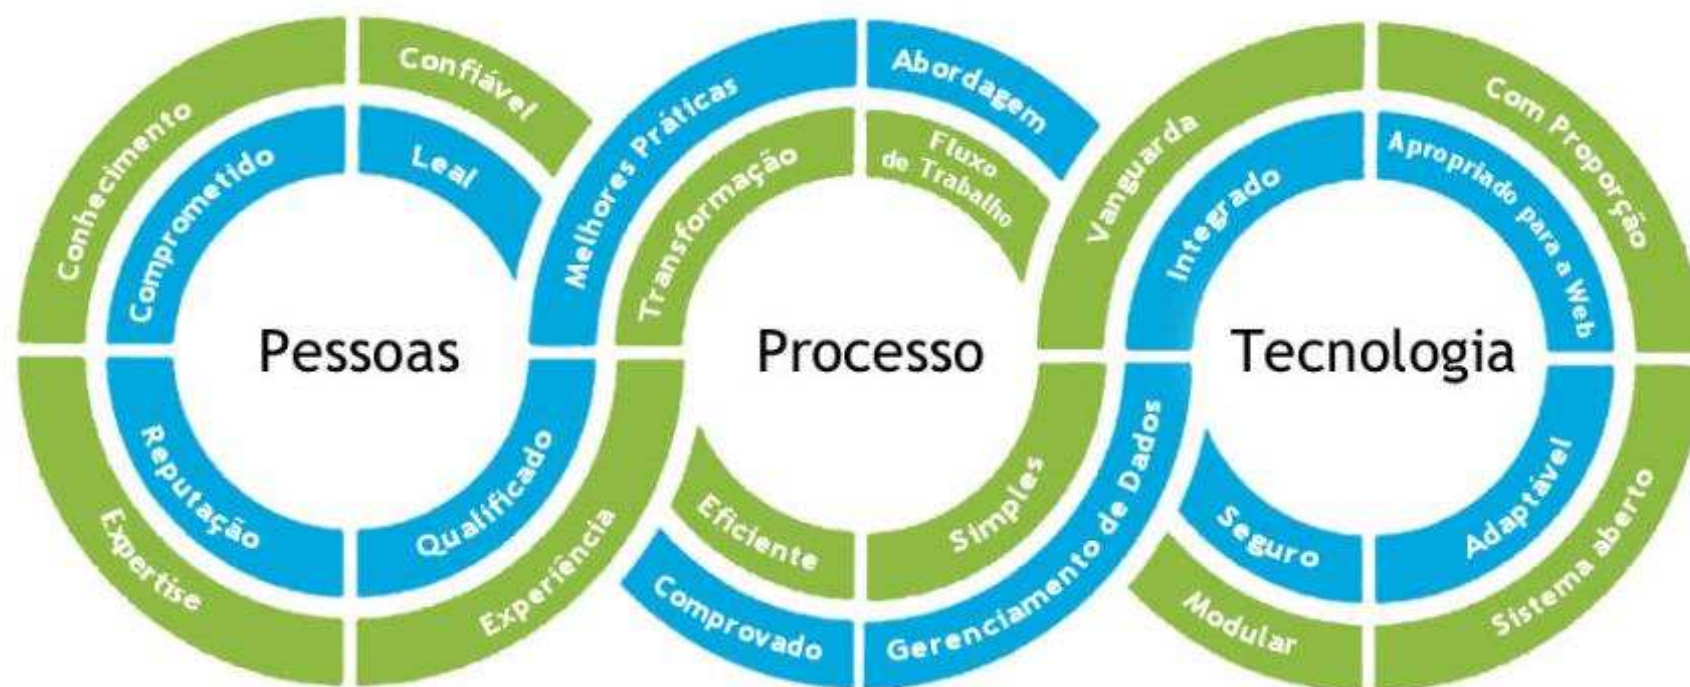 Conhecimento
Confiável
Comprometido
Leal
Pessoas
Reputação
Qualificado
Expertise
Experiência
Melhores Práticas
Abordagem
Transformação
Fluxo
de Trabalho
Processo
Eficiente
Simples
Comprovado
Gerenciamento de Dados
Vanguarda
Com Proporção
Integrado
Apropriado para a Web
Tecnologia
Seguro
Adaptável
Modular
Sistema aberto